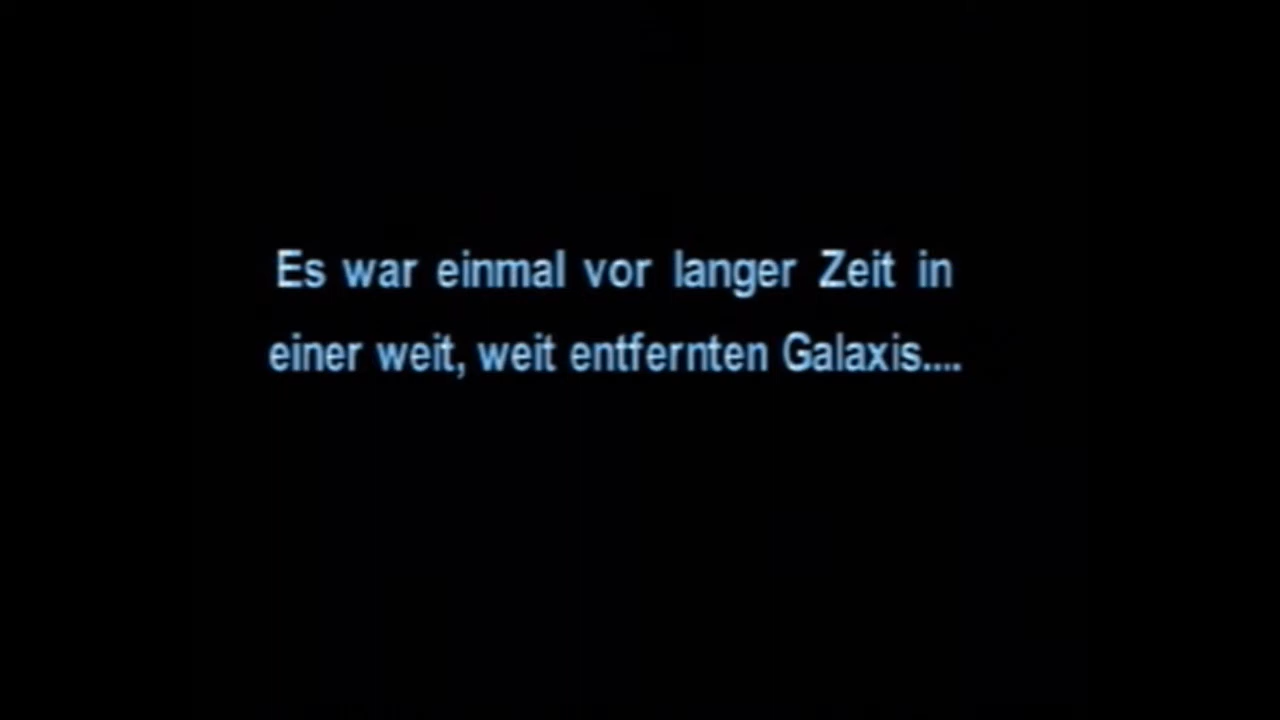 Es war einmal vor langer Zeit in
einer weit, weit entfernten Galaxis....